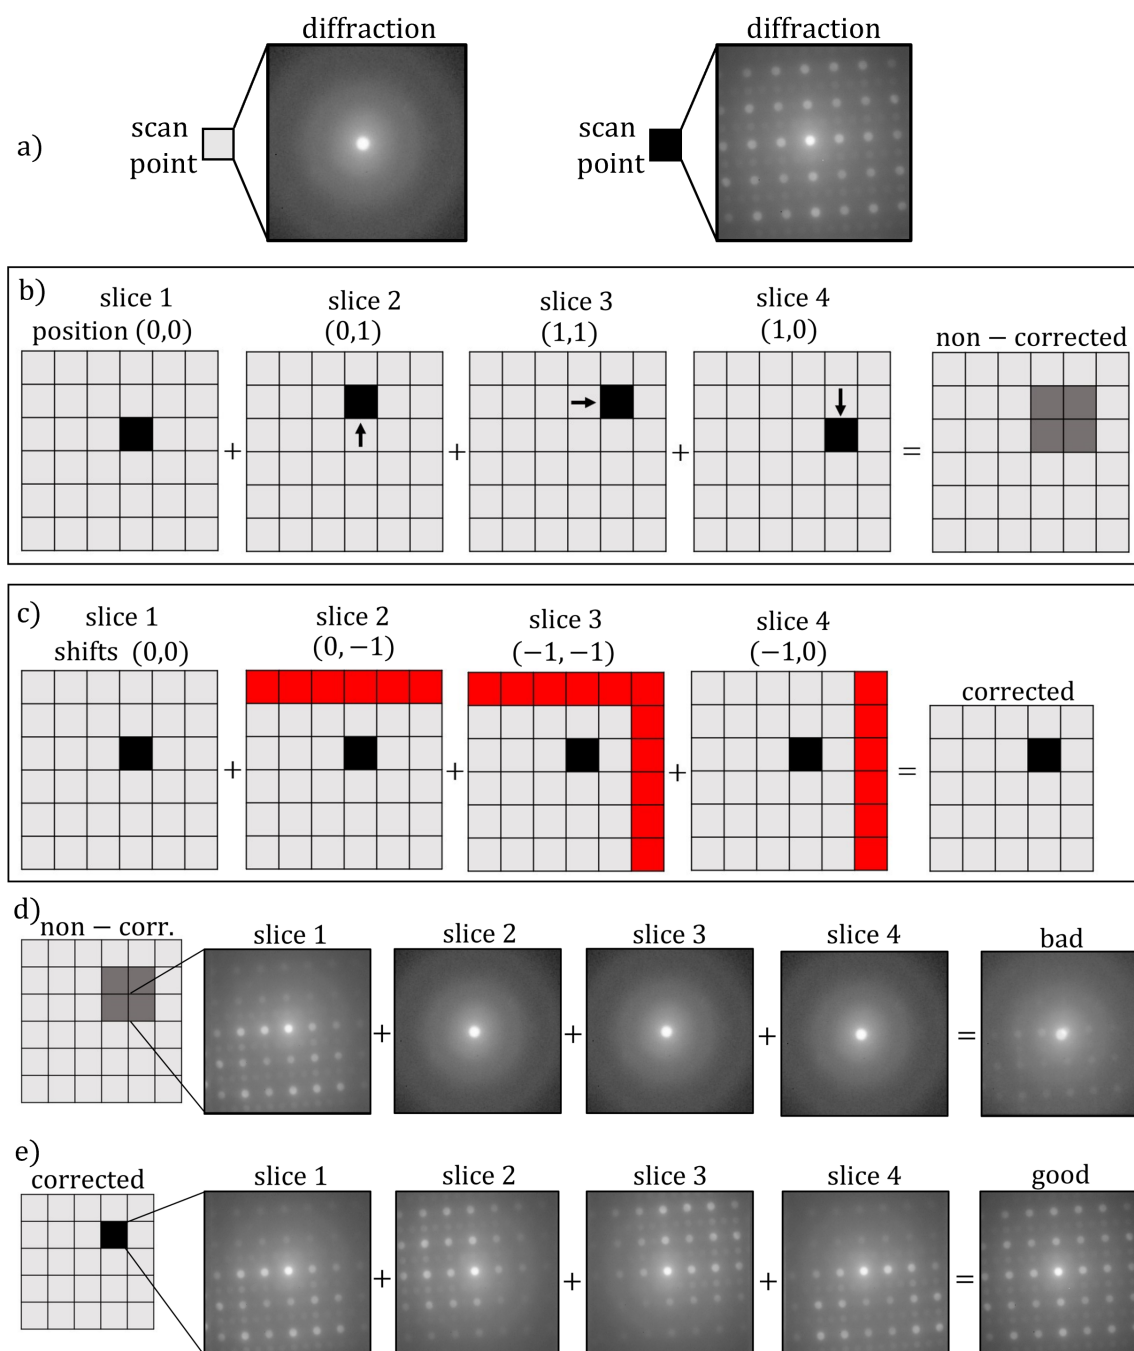 diffraction diffraction
a) scan point scan point
b) slice 1 slice 2 slice 3 slice 4
position (0,0) (0,1) (1,1) (1,0) non − corrected
+ + + =
c) slice 1 slice 2 slice 3 slice 4
shifts (0,0) (0, −1) (−1, −1) (−1,0) corrected
+ + + =
d) non − corr. slice 1 slice 2 slice 3 slice 4 bad
+ + + =
e) corrected slice 1 slice 2 slice 3 slice 4 good
+ + + =